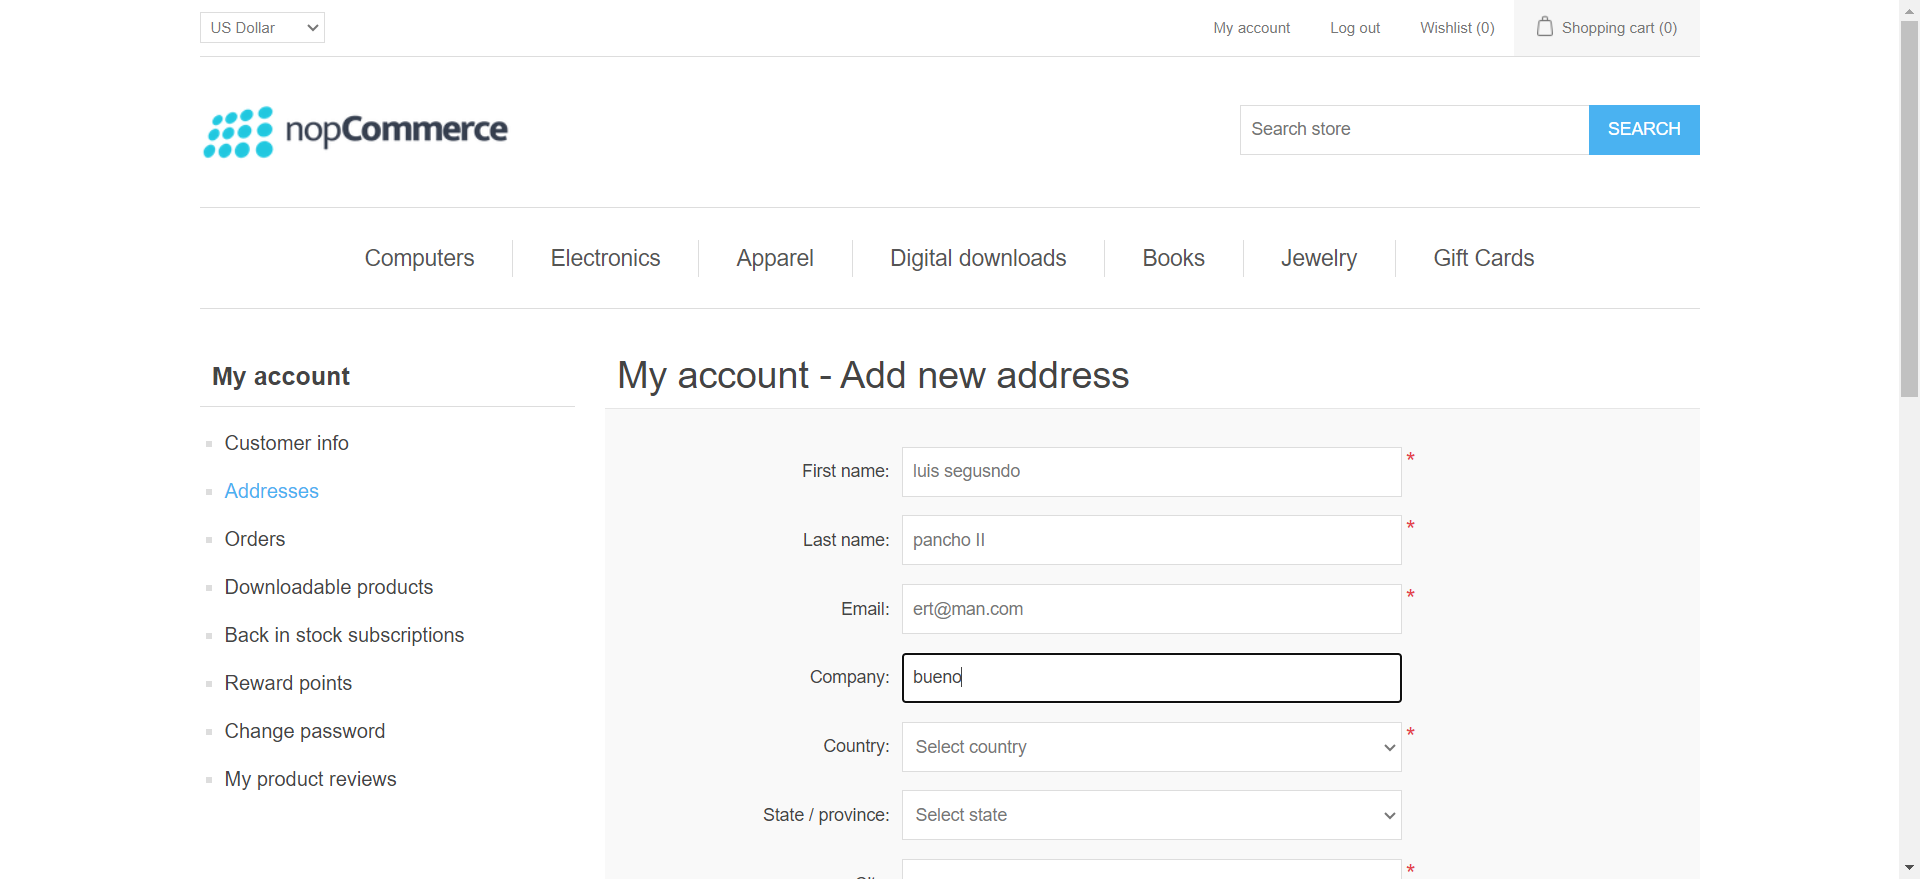 US Dollar
My account
Log out
Wishlist (0)
Shopping cart (0)
nopCommerce
Search store
SEARCH
Computers
Electronics
Apparel
Digital downloads
Books
Jewelry
Gift Cards
My account
Customer info
Addresses
Orders
Downloadable products
Back in stock subscriptions
Reward points
Change password
My product reviews
My account - Add new address
First name: luis segusndo *
Last name: pancho II *
Email: ert@man.com *
Company: bueno
Country: Select country *
State / province: Select state
*